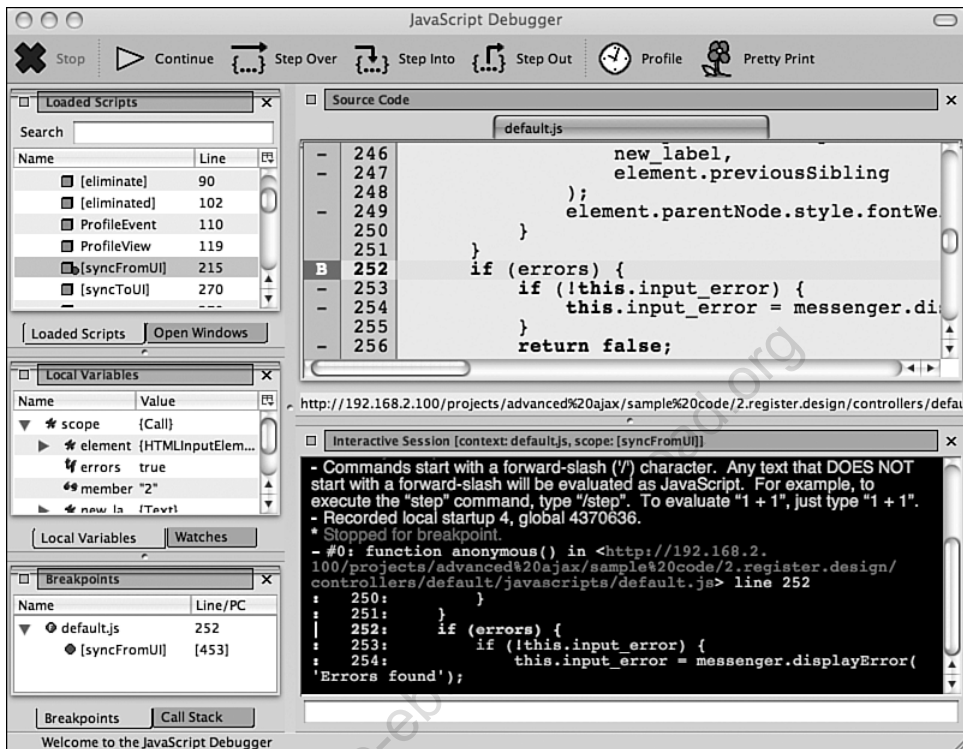 JavaScript Debugger
Stop Continue {...} Step Over {...} Step Into {...} Step Out Profile Pretty Print
Loaded Scripts
Search
Name Line
[eliminate] 90
[eliminated] 102
ProfileEvent 110
ProfileView 119
[syncFromUI] 215
[syncToUI] 270
Loaded Scripts Open Windows
Local Variables
Name Value
scope {Call}
element {HTMLInputElem...
errors true
member "2"
new_la {Text}
Local Variables Watches
Breakpoints
Name Line/PC
default.js 252
[syncFromUI] [453]
Breakpoints Call Stack
Welcome to the JavaScript Debugger
Source Code
default.js
- 246 new_label,
- 247 element.previousSibling
248 );
- 249 element.parentNode.style.fontWe
250 }
251 }
B 252 if (errors) {
- 253 if (!this.input_error) {
- 254 this.input_error = messenger.di
255 }
- 256 return false;
http://192.168.2.100/projects/advanced%20ajax/sample%20code/2.register.design/controllers/defau
Interactive Session [context: default.js, scope: [syncFromUI]]
- Commands start with a forward-slash ('/') character. Any text that DOES NOT
start with a forward-slash will be evaluated as JavaScript. For example, to
execute the "step" command, type "/step". To evaluate "1 + 1", just type "1 + 1".
- Recorded local startup 4, global 4370636.
* Stopped for breakpoint.
- #0: function anonymous() in <http://192.168.2.
100/projects/advanced%20ajax/sample%20code/2.register.design/
controllers/default/javascripts/default.js> line 252
: 250: }
: 251: }
| 252: if (errors) {
: 253: if (!this.input_error) {
: 254: this.input_error = messenger.displayError(
'Errors found');